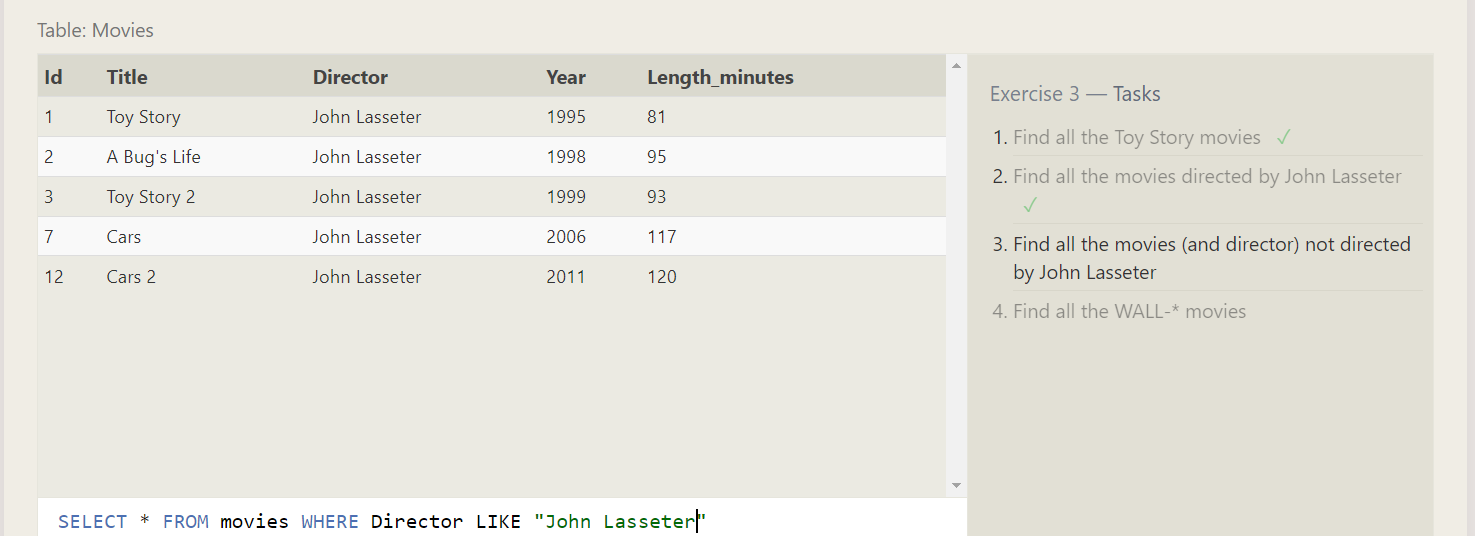 Table: Movies
Id Title Director Year Length_minutes
1 Toy Story John Lasseter 1995 81
2 A Bug's Life John Lasseter 1998 95
3 Toy Story 2 John Lasseter 1999 93
7 Cars John Lasseter 2006 117
12 Cars 2 John Lasseter 2011 120
SELECT * FROM movies WHERE Director LIKE "John Lasseter"
Exercise 3 — Tasks
1. Find all the Toy Story movies ✓
2. Find all the movies directed by John Lasseter
✓
3. Find all the movies (and director) not directed
by John Lasseter
4. Find all the WALL-* movies